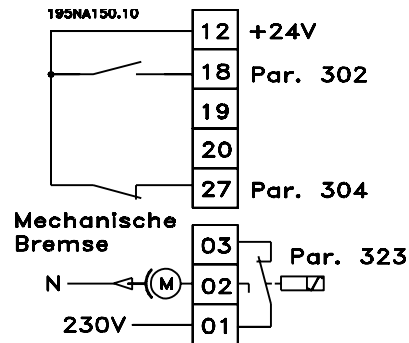 195NA150.10
12 +24V
18 Par. 302
19
20
27 Par. 304
Mechanische
Bremse
03
Par. 323
N M 02
230V 01